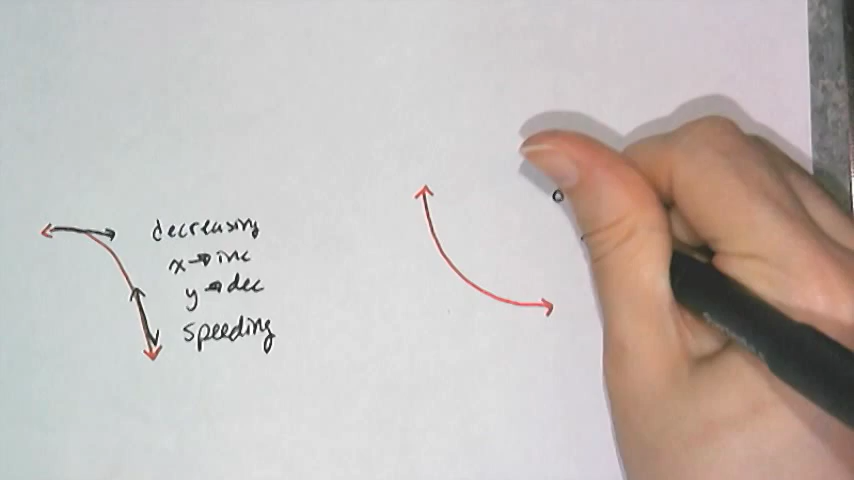 decreasing
x → inc
y → dec
speeding